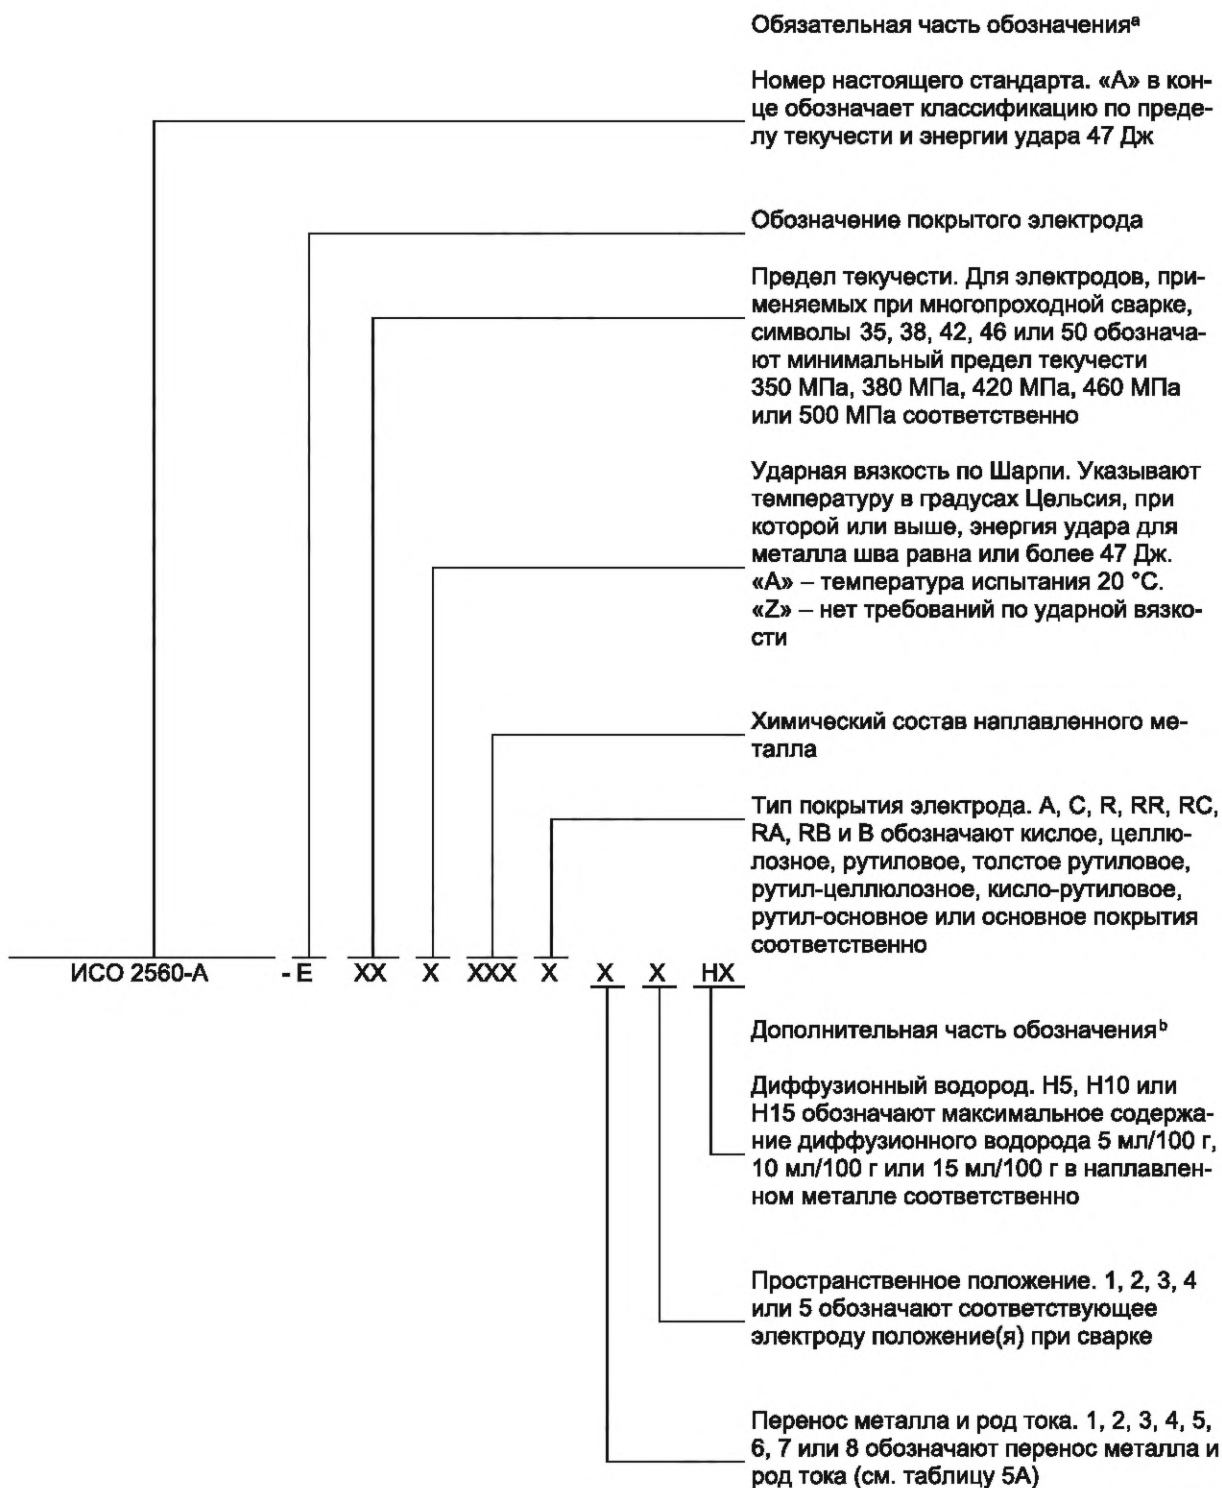 Обязательная часть обозначенияᵃ
Номер настоящего стандарта. «А» в кон-
це обозначает классификацию по преде-
лу текучести и энергии удара 47 Дж
Обозначение покрытого электрода
Предел текучести. Для электродов, при-
меняемых при многопроходной сварке,
символы 35, 38, 42, 46 или 50 обознача-
ют минимальный предел текучести
350 МПа, 380 МПа, 420 МПа, 460 МПа
или 500 МПа соответственно
Ударная вязкость по Шарпи. Указывают
температуру в градусах Цельсия, при
которой или выше, энергия удара для
металла шва равна или более 47 Дж.
«А» – температура испытания 20 °С.
«Z» – нет требований по ударной вязко-
сти
Химический состав наплавленного ме-
талла
Тип покрытия электрода. A, C, R, RR, RC,
RA, RB и B обозначают кислое, целлю-
лозное, рутиловое, толстое рутиловое,
рутил-целлюлозное, кисло-рутиловое,
рутил-основное или основное покрытия
соответственно
ИСО 2560-А - Е XX X XXX X X X HX
Дополнительная часть обозначенияᵇ
Диффузионный водород. H5, H10 или
H15 обозначают максимальное содержа-
ние диффузионного водорода 5 мл/100 г,
10 мл/100 г или 15 мл/100 г в наплавлен-
ном металле соответственно
Пространственное положение. 1, 2, 3, 4
или 5 обозначают соответствующее
электроду положение(я) при сварке
Перенос металла и род тока. 1, 2, 3, 4, 5,
6, 7 или 8 обозначают перенос металла и
род тока (см. таблицу 5А)